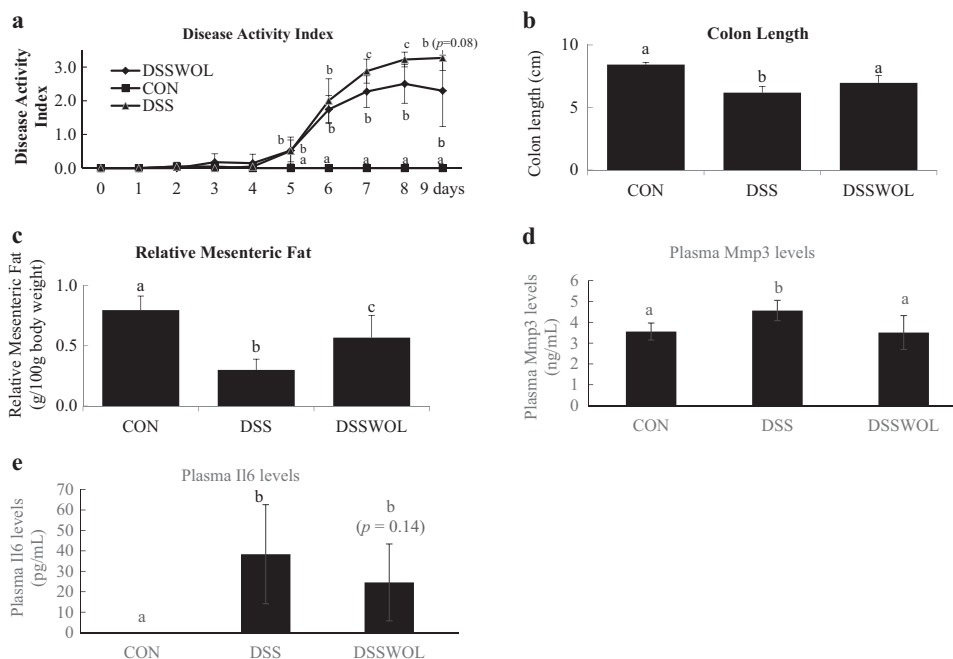 a
Disease Activity Index
Disease Activity
Index
3.0
2.0
1.0
0.0
DSSWOL
CON
DSS
b
b
a
b
b
a
c
b
a
c
b
a
b (p=0.08)
b
a
0 1 2 3 4 5 6 7 8 9 days
b
Colon Length
Colon length (cm)
10
5
0
a
b
a
CON DSS DSSWOL
c
Relative Mesenteric Fat
Relative Mesenteric Fat
(g/100g body weight)
1.0
0.5
0.0
a
b
c
CON DSS DSSWOL
d
Plasma Mmp3 levels
Plasma Mmp3 levels
(ng/mL)
6
5
4
3
2
1
0
a
b
a
CON DSS DSSWOL
e
Plasma Il6 levels
Plasma Il6 levels
(pg/mL)
70
60
50
40
30
20
10
0
a
b
b
(p = 0.14)
CON DSS DSSWOL